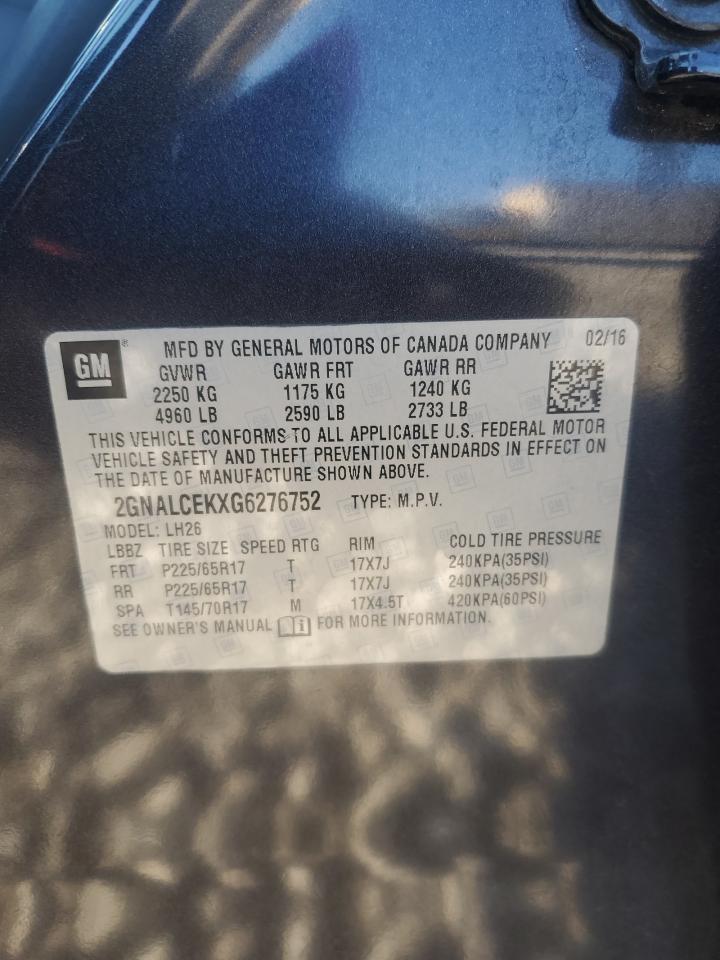 GM® MFD BY GENERAL MOTORS OF CANADA COMPANY 02/16
GVWR GAWR FRT GAWR RR
2250 KG 1175 KG 1240 KG
4960 LB 2590 LB 2733 LB
THIS VEHICLE CONFORMS TO ALL APPLICABLE U.S. FEDERAL MOTOR
VEHICLE SAFETY AND THEFT PREVENTION STANDARDS IN EFFECT ON
THE DATE OF MANUFACTURE SHOWN ABOVE.
2GNALCEKXG6276752 TYPE: M.P.V.
MODEL: LH26
LBBZ TIRE SIZE SPEED RTG RIM COLD TIRE PRESSURE
FRT P225/65R17 T 17X7J 240KPA(35PSI)
RR P225/65R17 T 17X7J 240KPA(35PSI)
SPA T145/70R17 M 17X4.5T 420KPA(60PSI)
SEE OWNER'S MANUAL i FOR MORE INFORMATION.